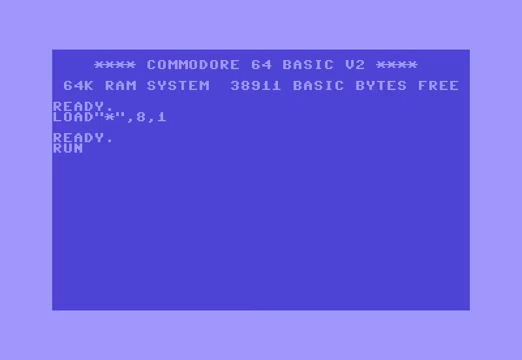 **** COMMODORE 64 BASIC V2 ****
64K RAM SYSTEM  38911 BASIC BYTES FREE
READY.
LOAD"*",8,1
READY.
RUN